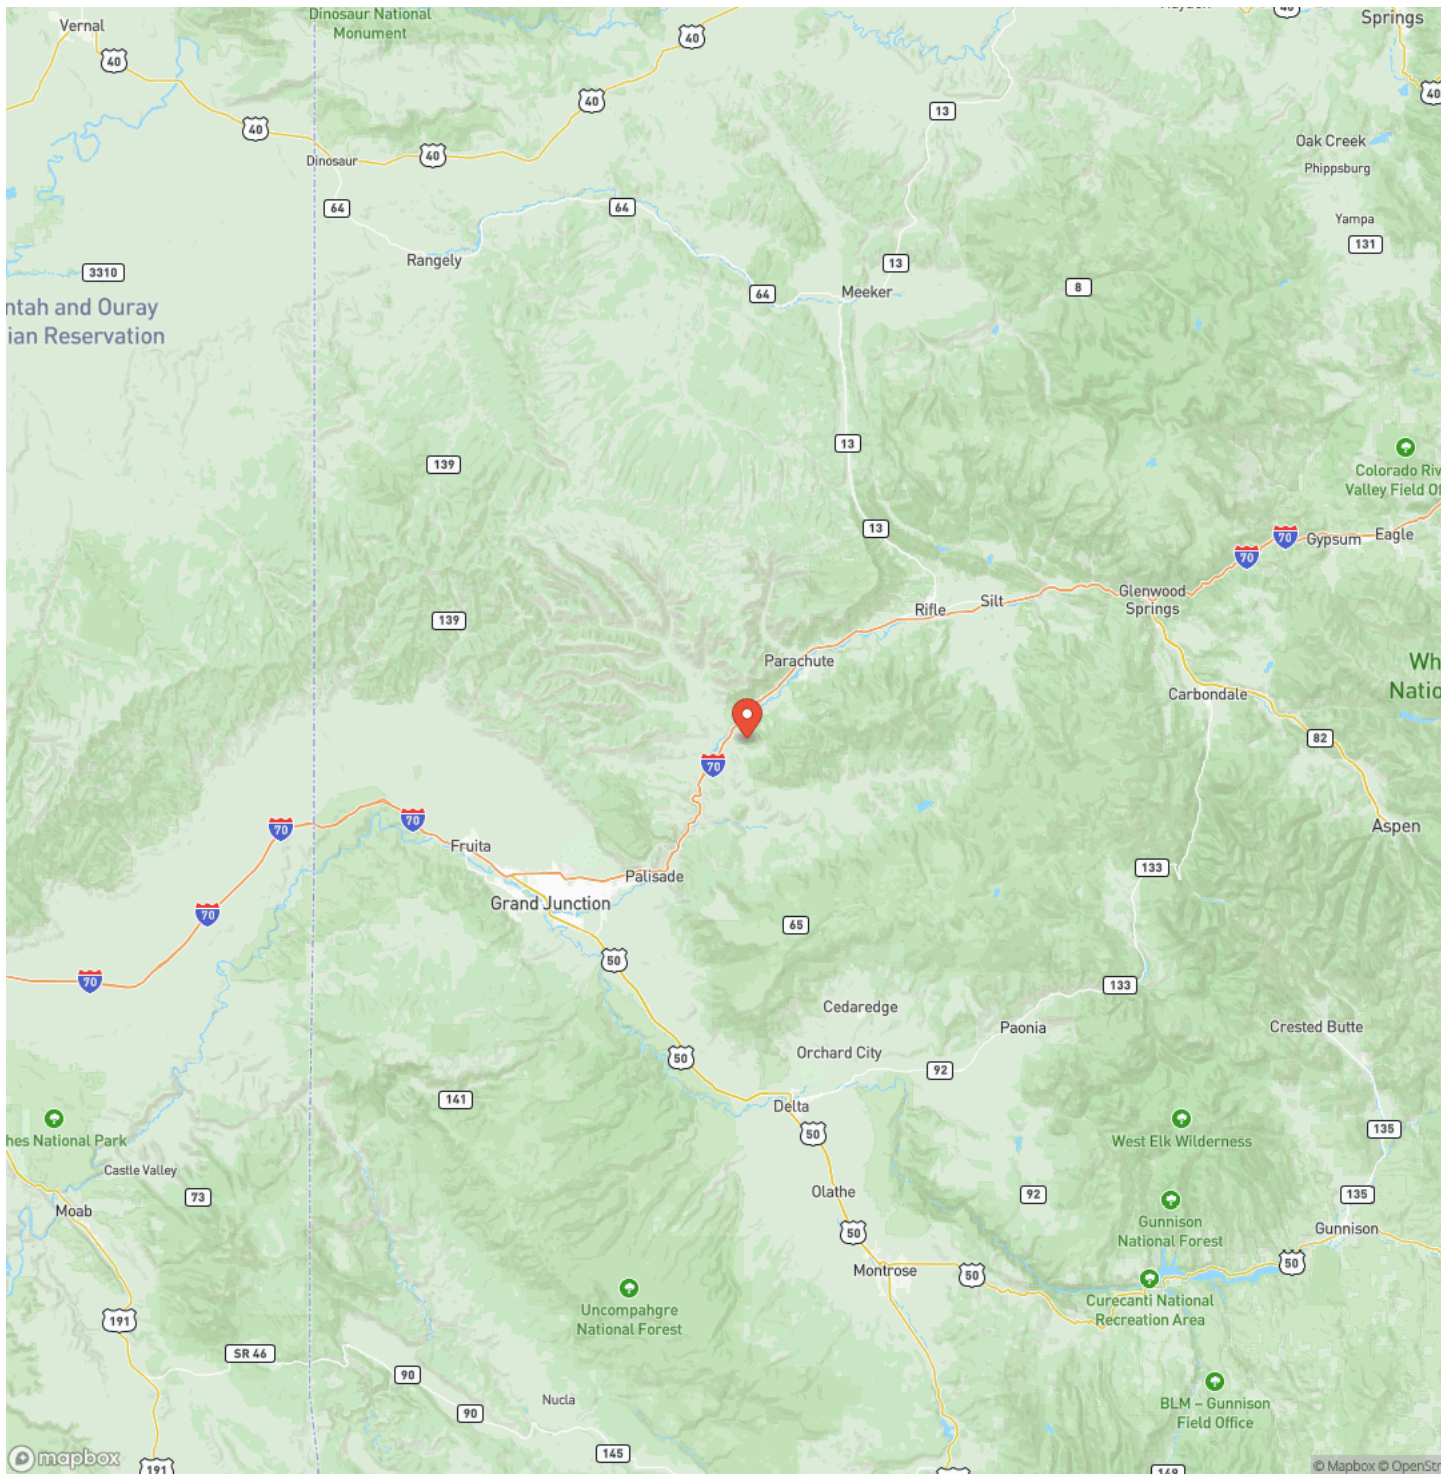 Dinosaur National
Monument
Vernal
Springs
40
40
40
40
13
40
40
Oak Creek
Dinosaur
Phippsburg
64
64
Yampa
131
Rangely
13
3310
8
64
Meeker
ntah and Ouray
ian Reservation
13
139
Colorado Riv
Valley Field Of
13
70
Gypsum
Eagle
70
Glenwood
Springs
Silt
Rifle
139
Parachute
Wh
Natio
Carbondale
82
70
70
70
Aspen
Fruita
133
Palisade
Grand Junction
70
65
50
70
133
Cedaredge
Paonia
Crested Butte
Orchard City
50
92
141
Delta
hes National Park
50
135
West Elk Wilderness
Castle Valley
73
Olathe
92
135
Moab
Gunnison
National Forest
Gunnison
50
50
Montrose
50
Curecanti National
Recreation Area
Uncompahgre
National Forest
191
SR 46
90
BLM – Gunnison
Field Office
Nucla
90
145
mapbox
191
149
© Mapbox © OpenStr